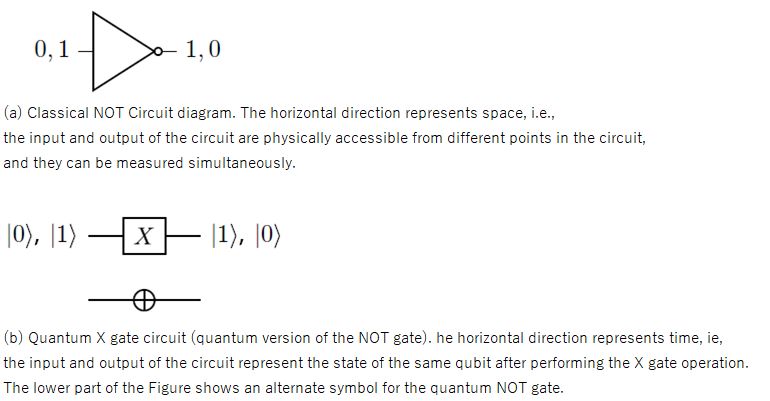 0, 1 1, 0
(a) Classical NOT Circuit diagram. The horizontal direction represents space, i.e.,
the input and output of the circuit are physically accessible from different points in the circuit,
and they can be measured simultaneously.
|0⟩, |1⟩ X |1⟩, |0⟩
(b) Quantum X gate circuit (quantum version of the NOT gate). he horizontal direction represents time, ie,
the input and output of the circuit represent the state of the same qubit after performing the X gate operation.
The lower part of the Figure shows an alternate symbol for the quantum NOT gate.